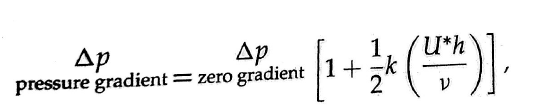 Δp pressure gradient = Δp zero gradient [1 + 1/2 k (U*h/ν)],